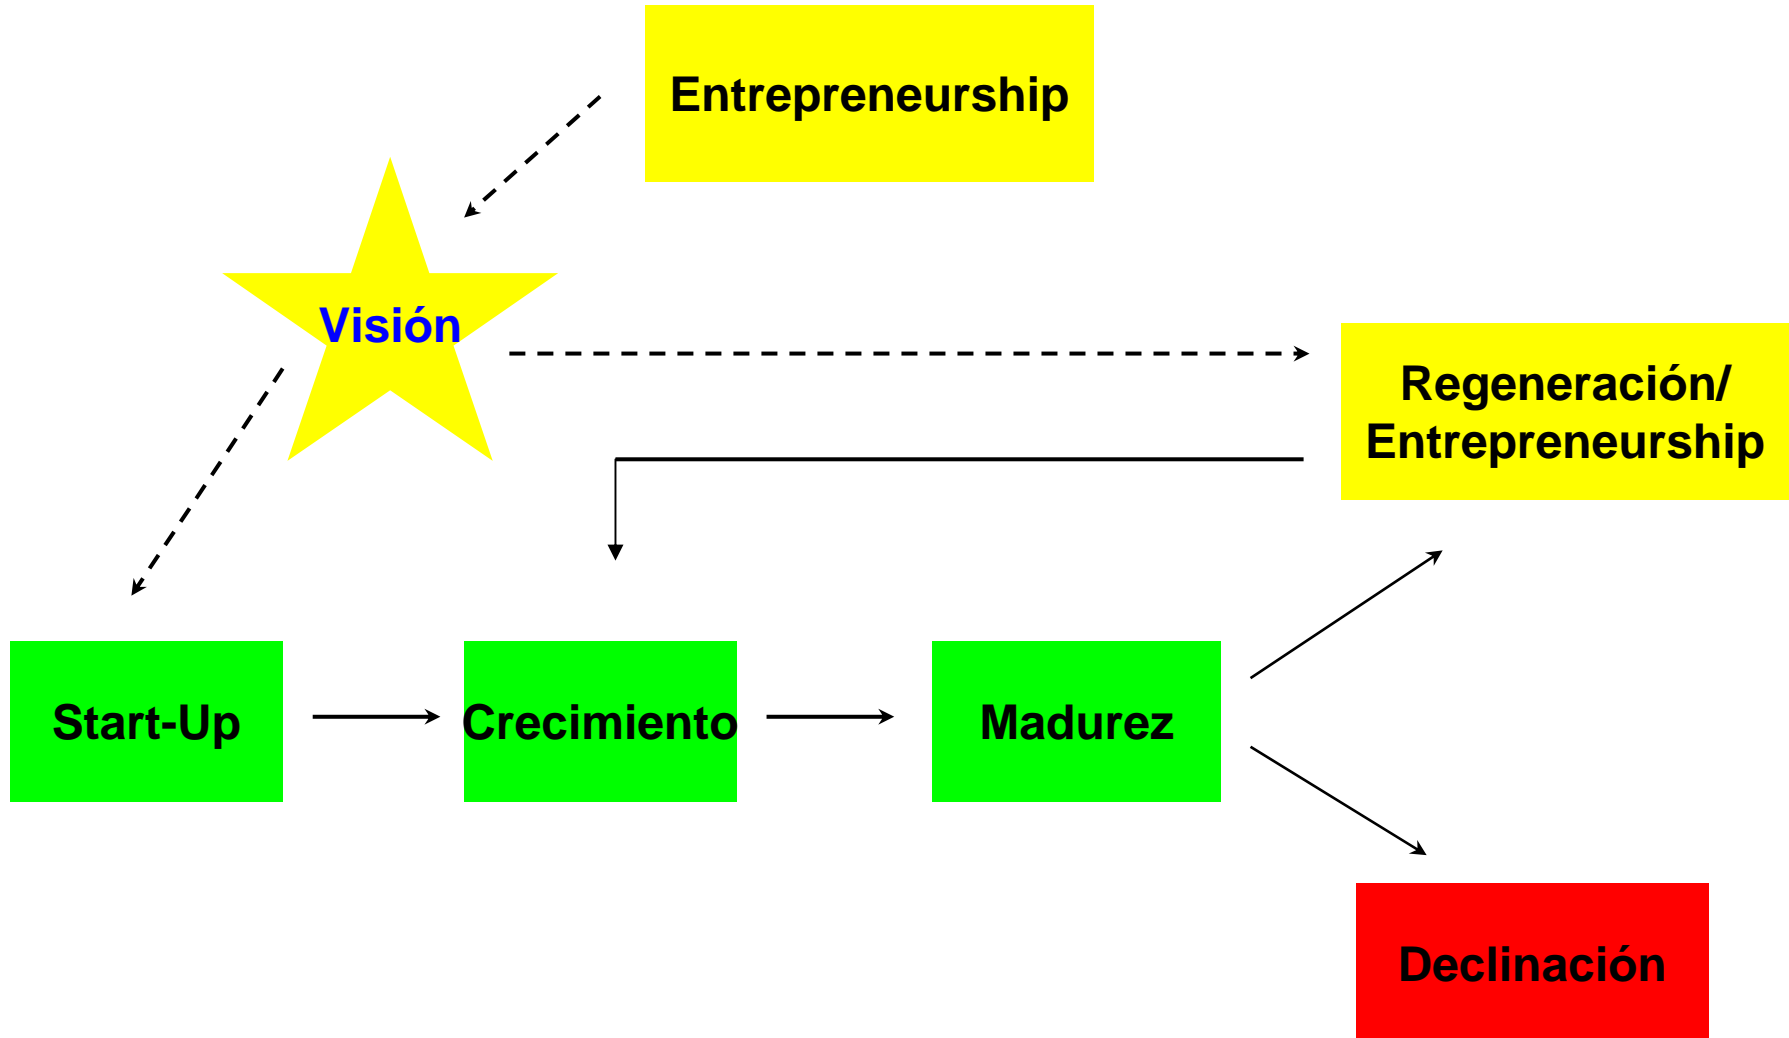 Entrepreneurship
Visión
Regeneración/
Entrepreneurship
Start-Up
Crecimiento
Madurez
Declinación